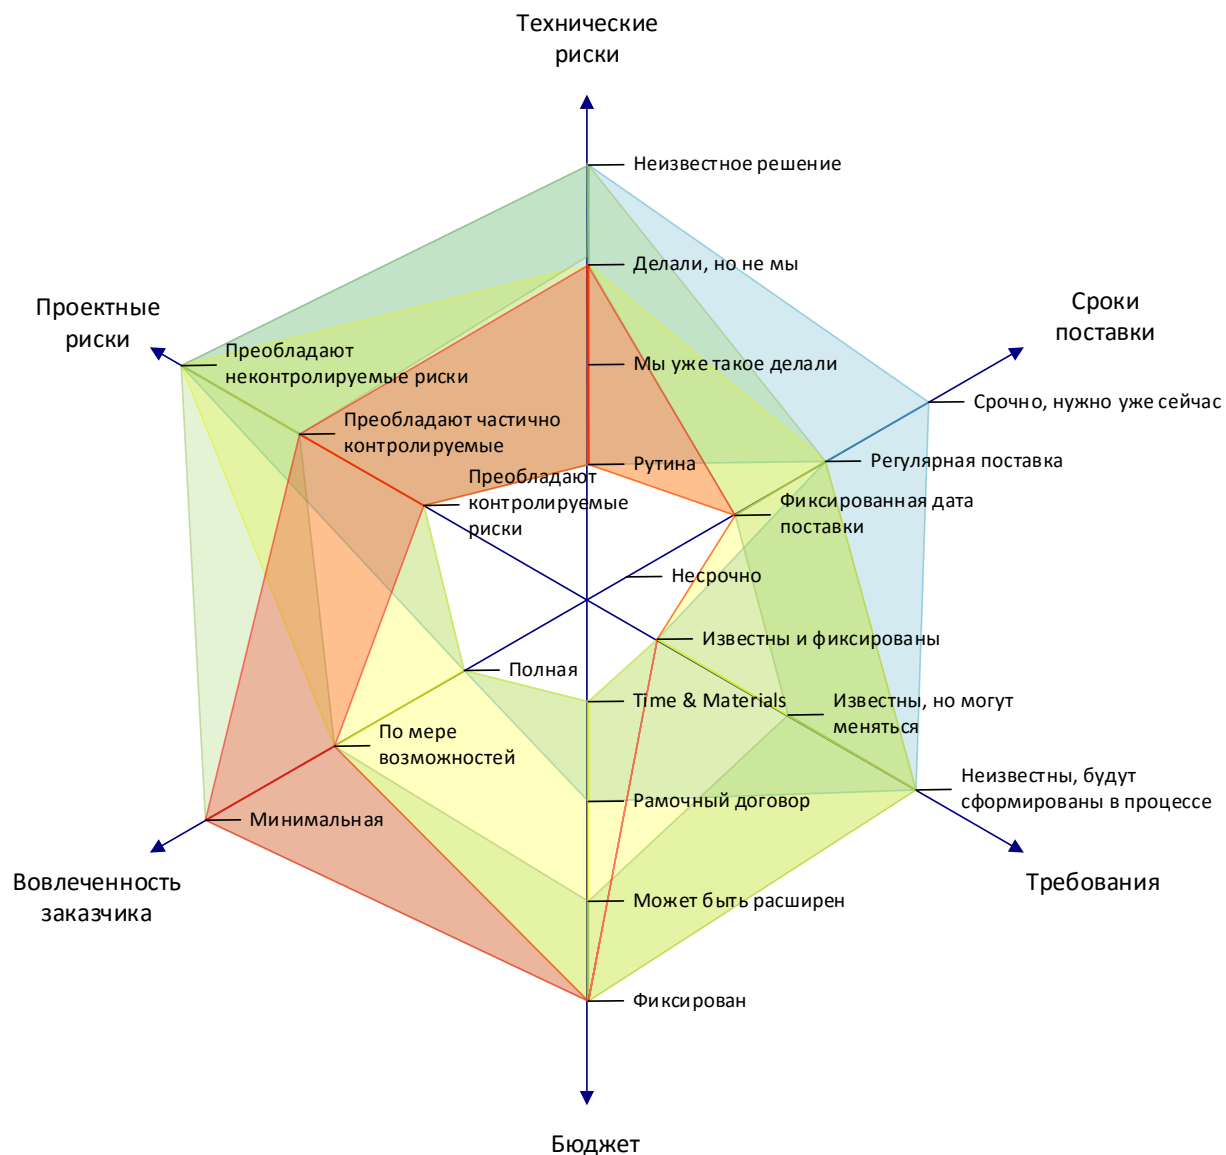 Технические
риски
Неизвестное решение
Делали, но не мы
Мы уже такое делали
Рутина
Сроки
поставки
Срочно, нужно уже сейчас
Регулярная поставка
Фиксированная дата
поставки
Несрочно
Проектные
риски
Преобладают
неконтролируемые риски
Преобладают частично
контролируемые
Преобладают
контролируемые
риски
Известны и фиксированы
Известны, но могут
меняться
Неизвестны, будут
сформированы в процессе
Требования
Полная
По мере
возможностей
Минимальная
Вовлеченность
заказчика
Time & Materials
Рамочный договор
Может быть расширен
Фиксирован
Бюджет